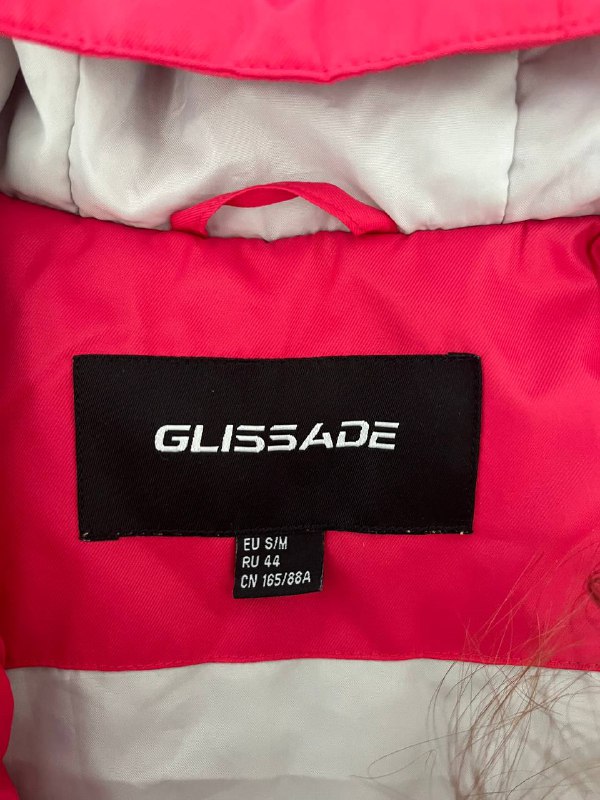 GLISSADE
EU S/M
RU 44
CN 165/88A